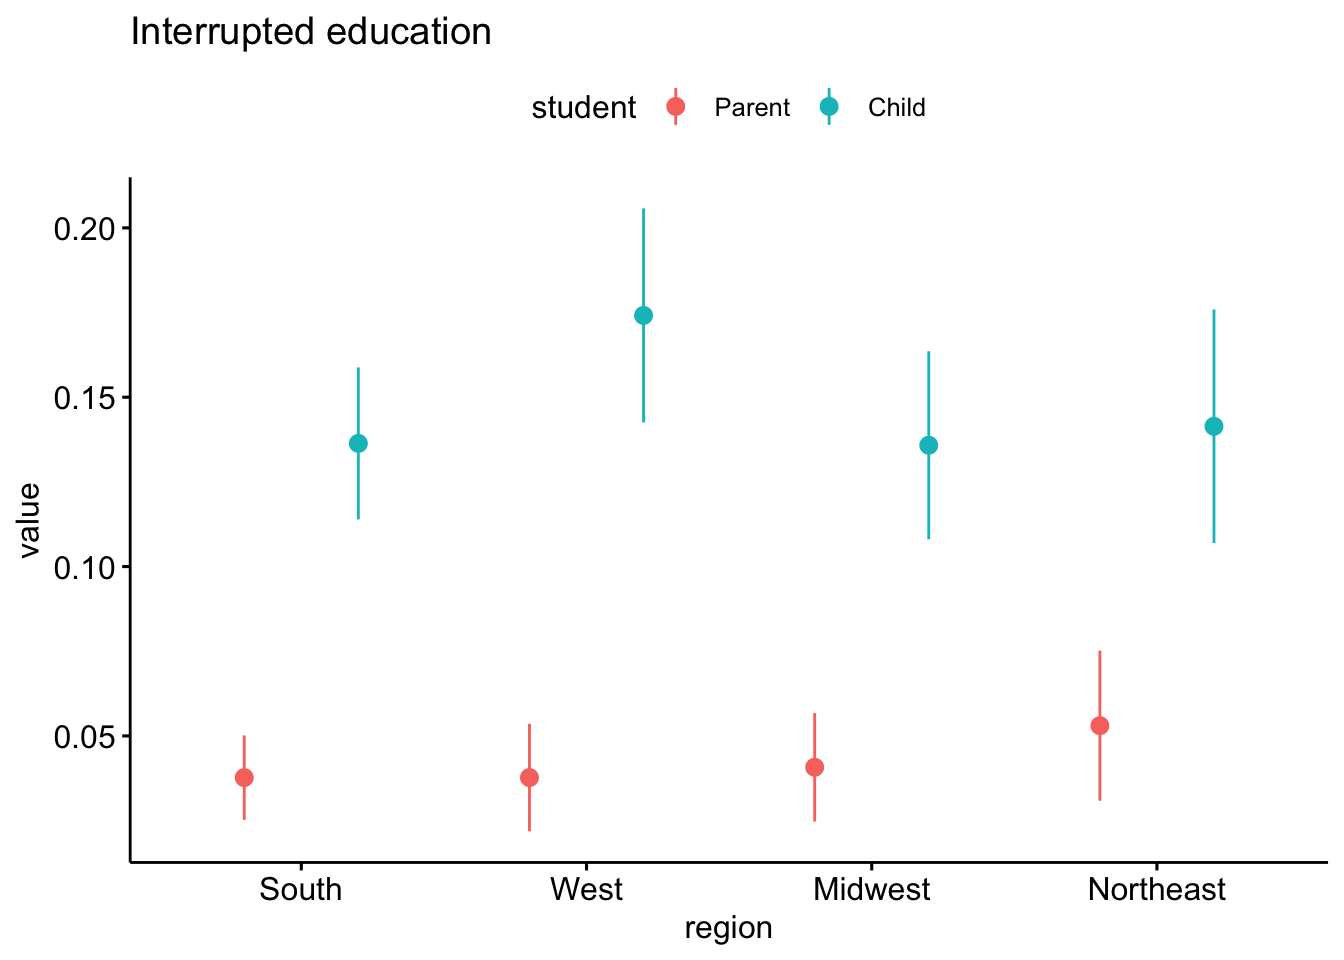 Interrupted education
student Parent Child
0.20
0.15
0.10
0.05
value
South West Midwest Northeast
region